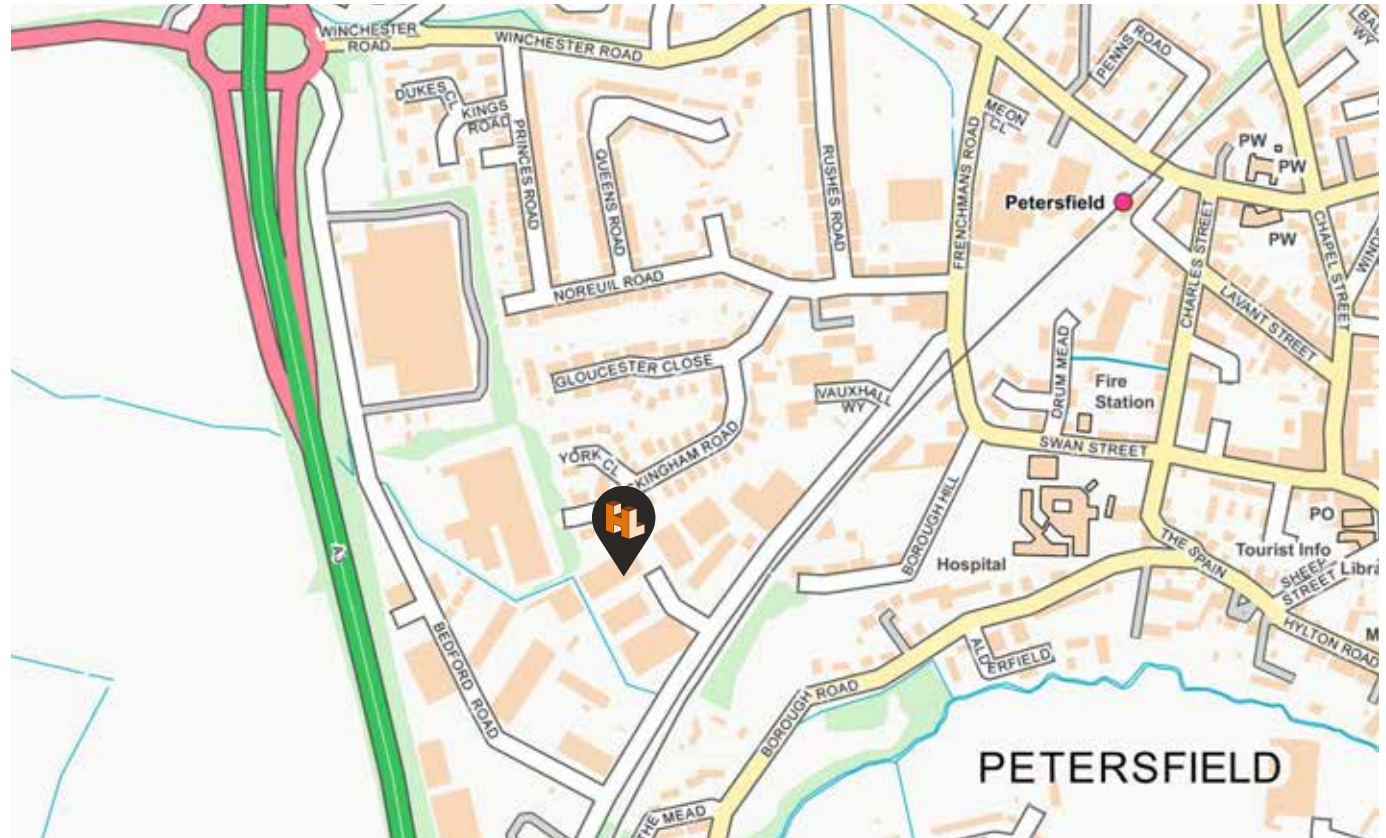 WINCHESTER
ROAD
WINCHESTER ROAD
PENNS
ROAD
DUKES
CL
KINGS
ROAD
PRINCES ROAD
QUEENS ROAD
RUSHES ROAD
FRENCHMANS ROAD
MEON
CL
PW
PW
PW
Petersfield
CHARLES STREET
CHAPEL STREET
LAVANT STREET
NOREUIL ROAD
GLOUCESTER CLOSE
VAUXHALL
WY
DRUM MEAD
Fire
Station
SWAN STREET
YORK
CL
KINGHAM ROAD
HL
BOROUGH HILL
Hospital
THE SPAIN
PO
Tourist Info
SHEEP
STREET
Libra
HYLTON ROAD
M
A3
BEDFORD ROAD
ALDERFIELD
BOROUGH ROAD
PETERSFIELD
THE MEAD